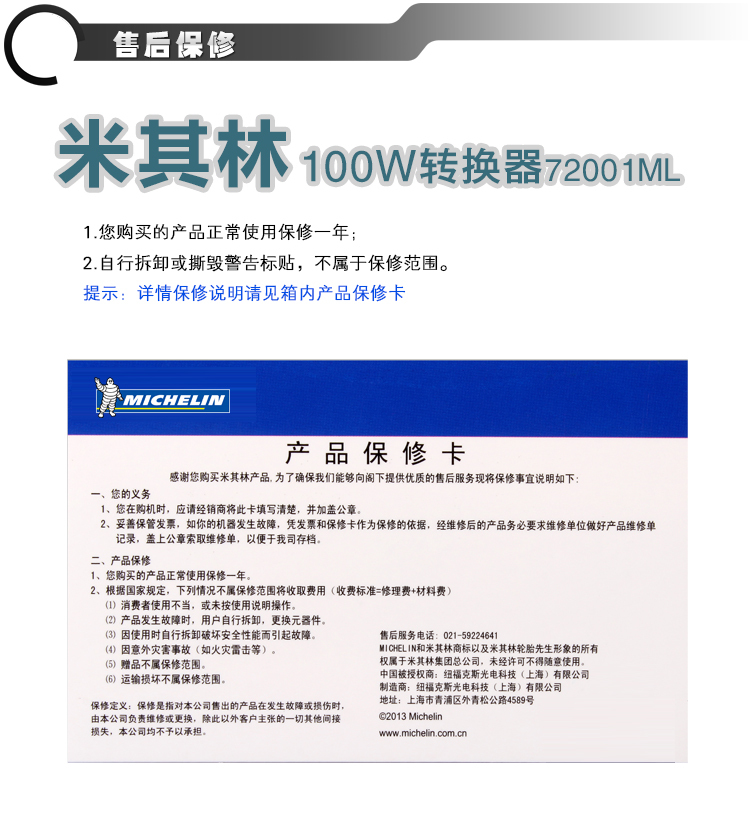 售后保修
米其林 100W转换器72001ML
1.您购买的产品正常使用保修一年；
2.自行拆卸或撕毁警告标贴，不属于保修范围。
提示：详情保修说明请见箱内产品保修卡
MICHELIN
产品保修卡
感谢您购买米其林产品,为了确保我们能够向阁下提供优质的售后服务现将保修事宜说明如下:
一、您的义务
1、您在购机时，应请经销商将此卡填写清楚，并加盖公章。
2、妥善保管发票，如你的机器发生故障，凭发票和保修卡作为保修的依据，经维修后的产品务必要求维修单位做好产品维修单
记录，盖上公章索取维修单，以便于我司存档。
二、产品保修
1、您购买的产品正常使用保修一年。
2、根据国家规定，下列情况不属保修范围将收取费用（收费标准=修理费+材料费）
⑴ 消费者使用不当，或未按使用说明操作。
⑵ 产品发生故障时，用户自行拆卸，更换元器件。
⑶ 因使用时自行拆卸破坏安全性能而引起故障。
⑷ 因意外灾害事故（如火灾雷击等）。
⑸ 赠品不属保修范围。
⑹ 运输损坏不属保修范围。
保修定义：保修是指对本公司售出的产品在发生故障或损伤时，
由本公司负责维修或更换，除此以外客户主张的一切其他间接
损失，本公司均不予以承担。
售后服务电话: 021-59224641
MICHELIN和米其林商标以及米其林轮胎先生形象的所有
权属于米其林集团总公司，未经许可不得随意使用。
中国被授权商：纽福克斯光电科技（上海）有限公司
制造商：纽福克斯光电科技（上海）有限公司
地址：上海市青浦区外青松公路4589号
©2013 Michelin
www.michelin.com.cn